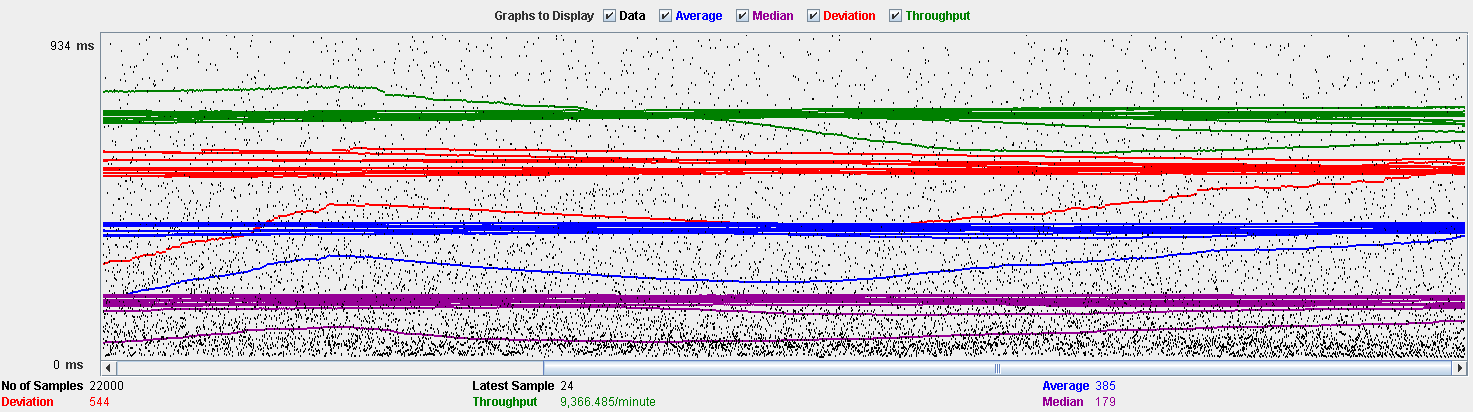 Graphs to Display Data Average Median Deviation Throughput
934 ms
0 ms
No of Samples 22000 Latest Sample 24 Average 385
Deviation 544 Throughput 9,366.485/minute Median 179